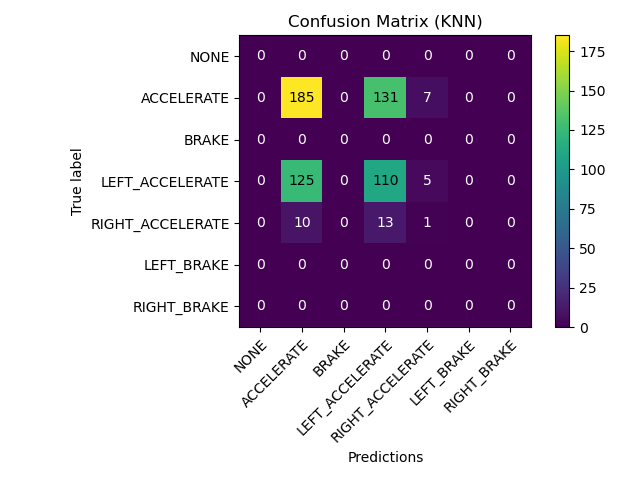 Confusion Matrix (KNN)
True label
NONE 0 0 0 0 0 0 0
ACCELERATE 0 185 0 131 7 0 0
BRAKE 0 0 0 0 0 0 0
LEFT_ACCELERATE 0 125 0 110 5 0 0
RIGHT_ACCELERATE 0 10 0 13 1 0 0
LEFT_BRAKE 0 0 0 0 0 0 0
RIGHT_BRAKE 0 0 0 0 0 0 0
NONE
ACCELERATE
BRAKE
LEFT_ACCELERATE
RIGHT_ACCELERATE
LEFT_BRAKE
RIGHT_BRAKE
Predictions
175
150
125
100
75
50
25
0